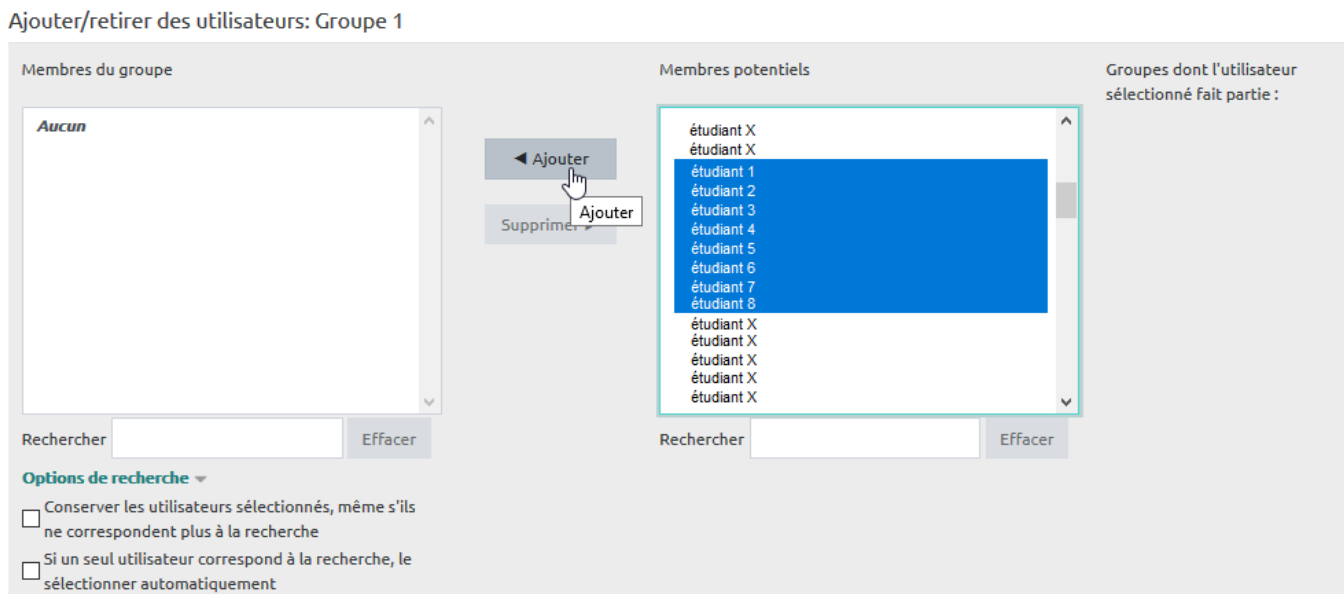 Ajouter/retirer des utilisateurs: Groupe 1
Membres du groupe
Aucun
Rechercher
Effacer
Options de recherche
Conserver les utilisateurs sélectionnés, même s'ils
ne correspondent plus à la recherche
Si un seul utilisateur correspond à la recherche, le
sélectionner automatiquement
◄ Ajouter
Ajouter
Supprimer ►
Membres potentiels
étudiant X
étudiant X
étudiant 1
étudiant 2
étudiant 3
étudiant 4
étudiant 5
étudiant 6
étudiant 7
étudiant 8
étudiant X
étudiant X
étudiant X
étudiant X
étudiant X
Rechercher
Effacer
Groupes dont l'utilisateur
sélectionné fait partie :